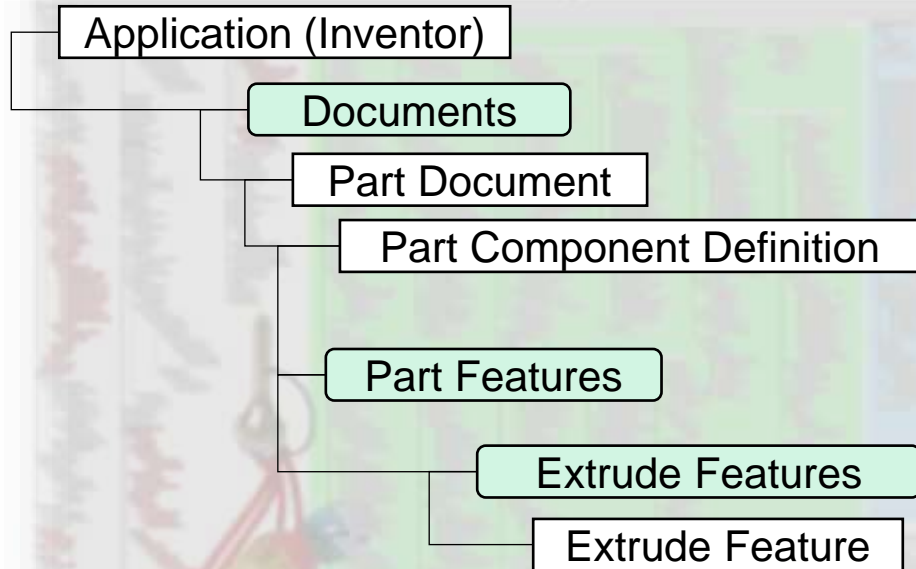 Application (Inventor)
Documents
Part Document
Part Component Definition
Part Features
Extrude Features
Extrude Feature